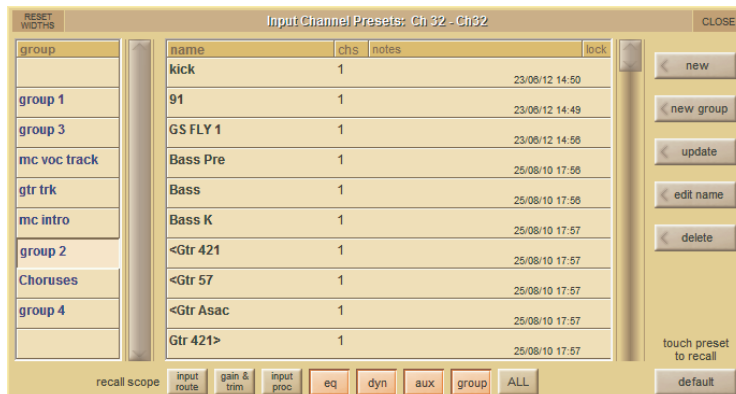 RESET WIDTHS
Input Channel Presets: Ch 32 - Ch32
CLOSE
group
name chs notes lock
kick 1 23/06/12 14:50
91 1 23/06/12 14:49
GS FLY 1 1 23/06/12 14:56
Bass Pre 1 25/08/10 17:56
Bass 1 25/08/10 17:56
Bass K 1 25/08/10 17:57
<Gtr 421 1 25/08/10 17:57
<Gtr 57 1 25/08/10 17:57
<Gtr Asac 1 25/08/10 17:57
Gtr 421> 1 25/08/10 17:57
group 1
group 3
mc voc track
gtr trk
mc intro
group 2
Choruses
group 4
new
new group
update
edit name
delete
touch preset
to recall
default
recall scope
input route
gain & trim
input proc
eq
dyn
aux
group
ALL